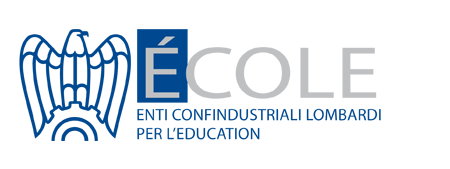 ÉCOLE
ENTI CONFINDUSTRIALI LOMBARDI
PER L'EDUCATION